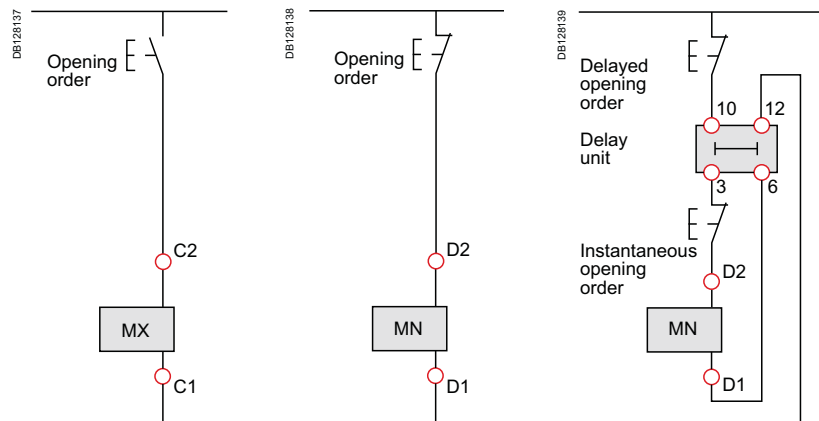 DB128137
Opening
order
C2
MX
C1
DB128138
Opening
order
D2
MN
D1
DB128139
Delayed
opening
order
10
12
Delay
unit
3
6
Instantaneous
opening
order
D2
MN
D1